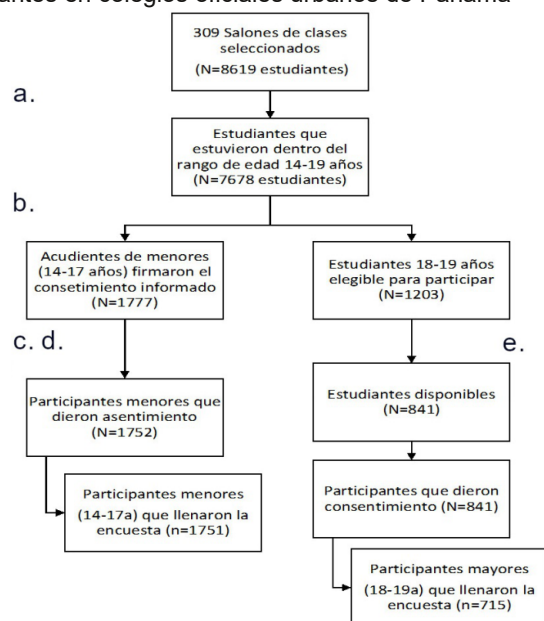 antes en colegios oficiales urbanos de Panamá
309 Salones de clases
seleccionados
(N=8619 estudiantes)
a.
Estudiantes que
estuvieron dentro del
rango de edad 14-19 años
(N=7678 estudiantes)
b.
Acudientes de menores
(14-17 años) firmaron el
consetimiento informado
(N=1777)
Estudiantes 18-19 años
elegible para participar
(N=1203)
c. d.
e.
Participantes menores que
dieron asentimiento
(N=1752)
Estudiantes disponibles
(N=841)
Participantes menores
(14-17a) que llenaron la
encuesta (n=1751)
Participantes que dieron
consentimiento (N=841)
Participantes mayores
(18-19a) que llenaron la
encuesta (n=715)